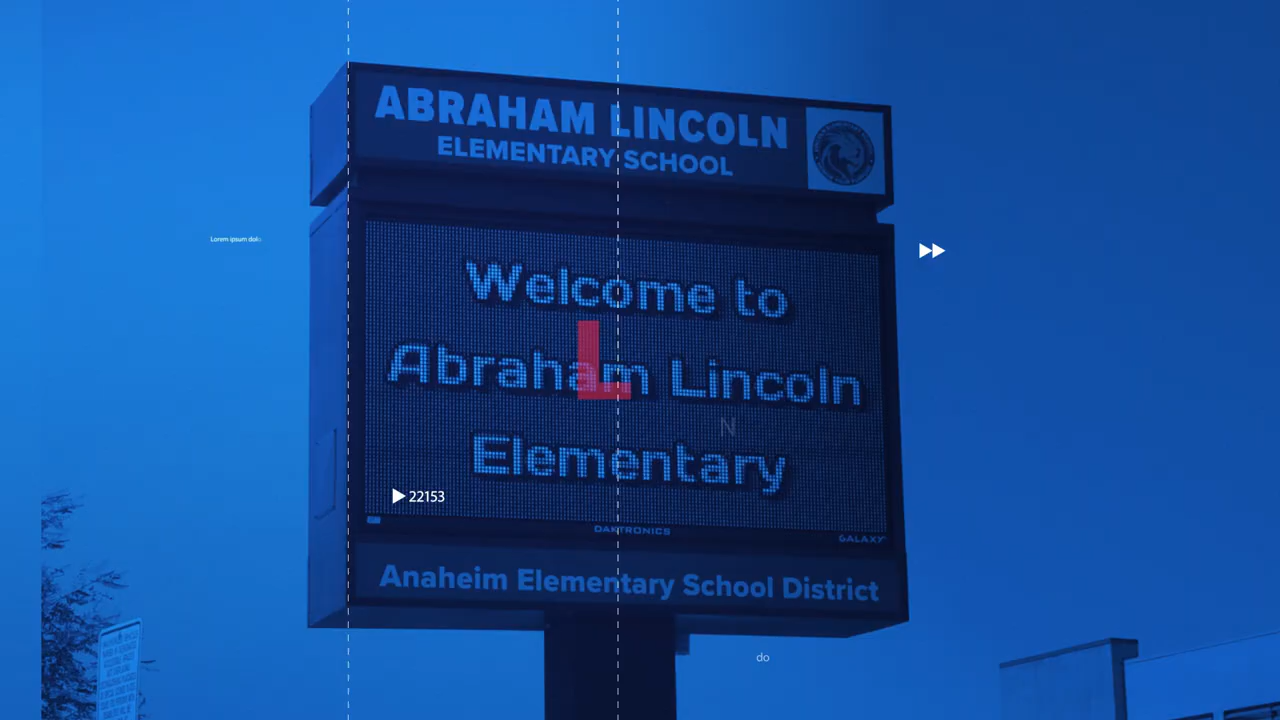 ABRAHAM LINCOLN
ELEMENTARY SCHOOL
Lorem ipsum dolo
Welcome to
L
Abraham Lincoln
N
Elementary
22153
DAKTRONICS
GALAXY
Anaheim Elementary School District
do